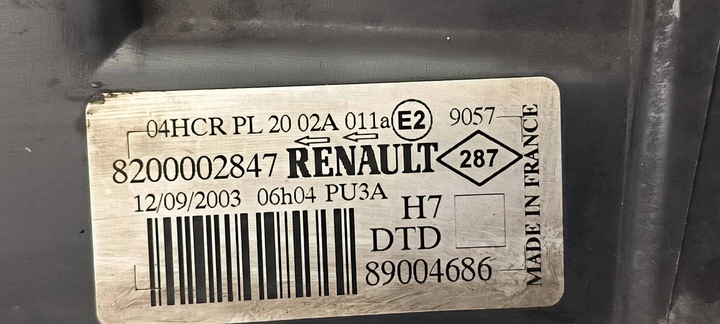 04HCR PL 20 02A 011a E2 9057
8200002847 RENAULT 287
12/09/2003 06h04 PU3A
H7
DTD
89004686
MADE IN FRANCE